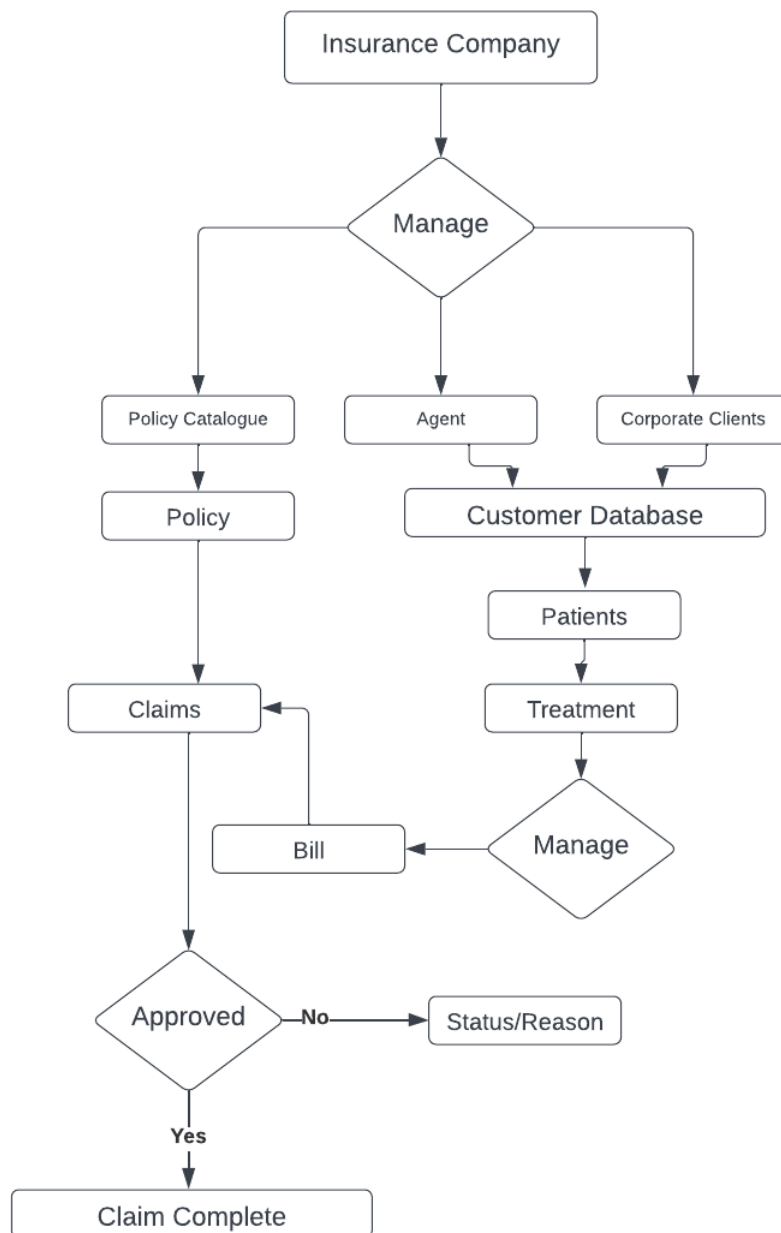 Insurance Company
Manage
Policy Catalogue
Agent
Corporate Clients
Policy
Customer Database
Patients
Claims
Treatment
Bill
Manage
Approved
No
Status/Reason
Yes
Claim Complete